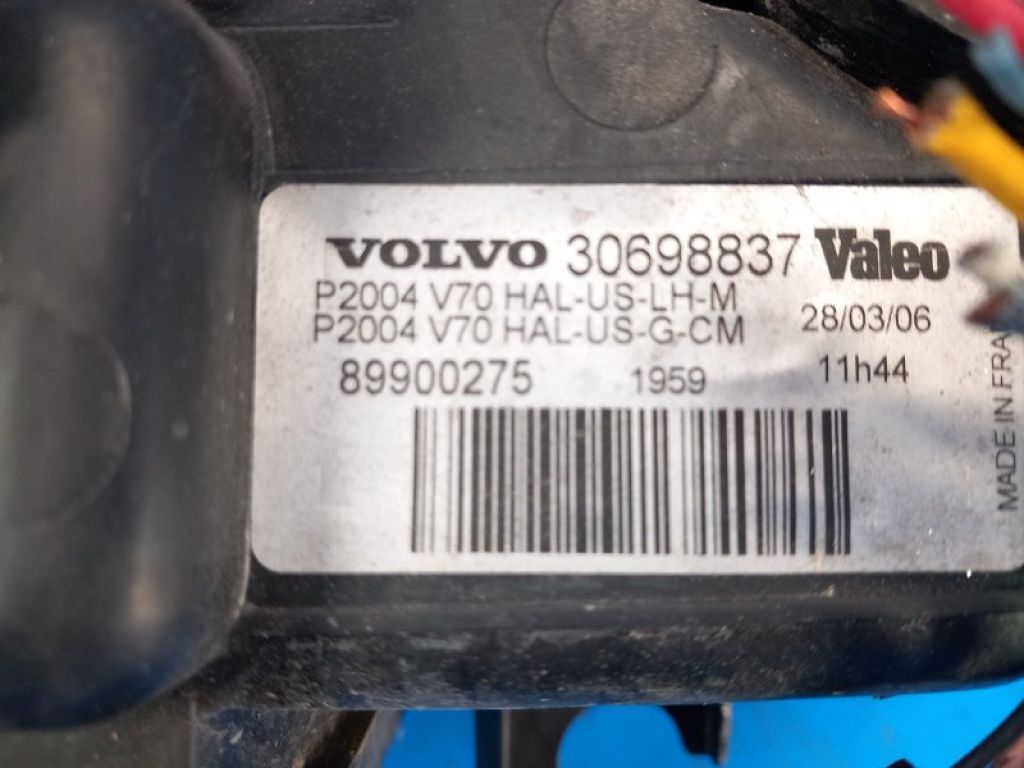 VOLVO 30698837 Valeo
P2004 V70 HAL-US-LH-M
P2004 V70 HAL-US-G-CM
28/03/06
89900275 1959 11h44
MADE IN